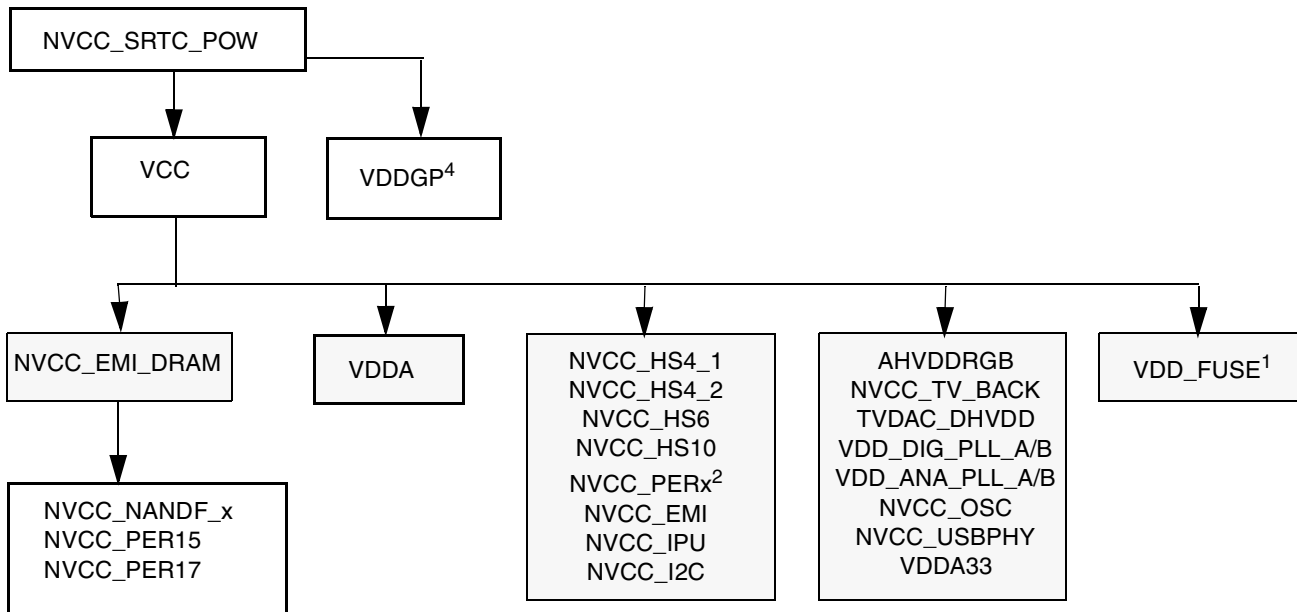 NVCC_SRTC_POW
VCC
VDDGP⁴
NVCC_EMI_DRAM
VDDA
NVCC_HS4_1
NVCC_HS4_2
NVCC_HS6
NVCC_HS10
NVCC_PERx²
NVCC_EMI
NVCC_IPU
NVCC_I2C
AHVDDRGB
NVCC_TV_BACK
TVDAC_DHVDD
VDD_DIG_PLL_A/B
VDD_ANA_PLL_A/B
NVCC_OSC
NVCC_USBPHY
VDDA33
VDD_FUSE¹
NVCC_NANDF_x
NVCC_PER15
NVCC_PER17